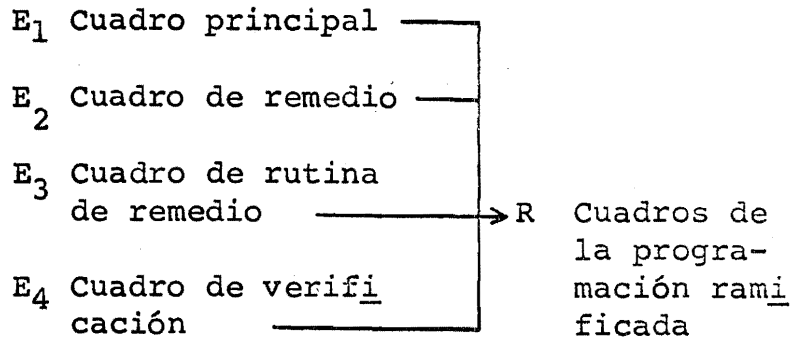 E1 Cuadro principal
E2 Cuadro de remedio
E3 Cuadro de rutina
de remedio
R Cuadros de
la progra-
mación rami
ficada
E4 Cuadro de verifi
cación